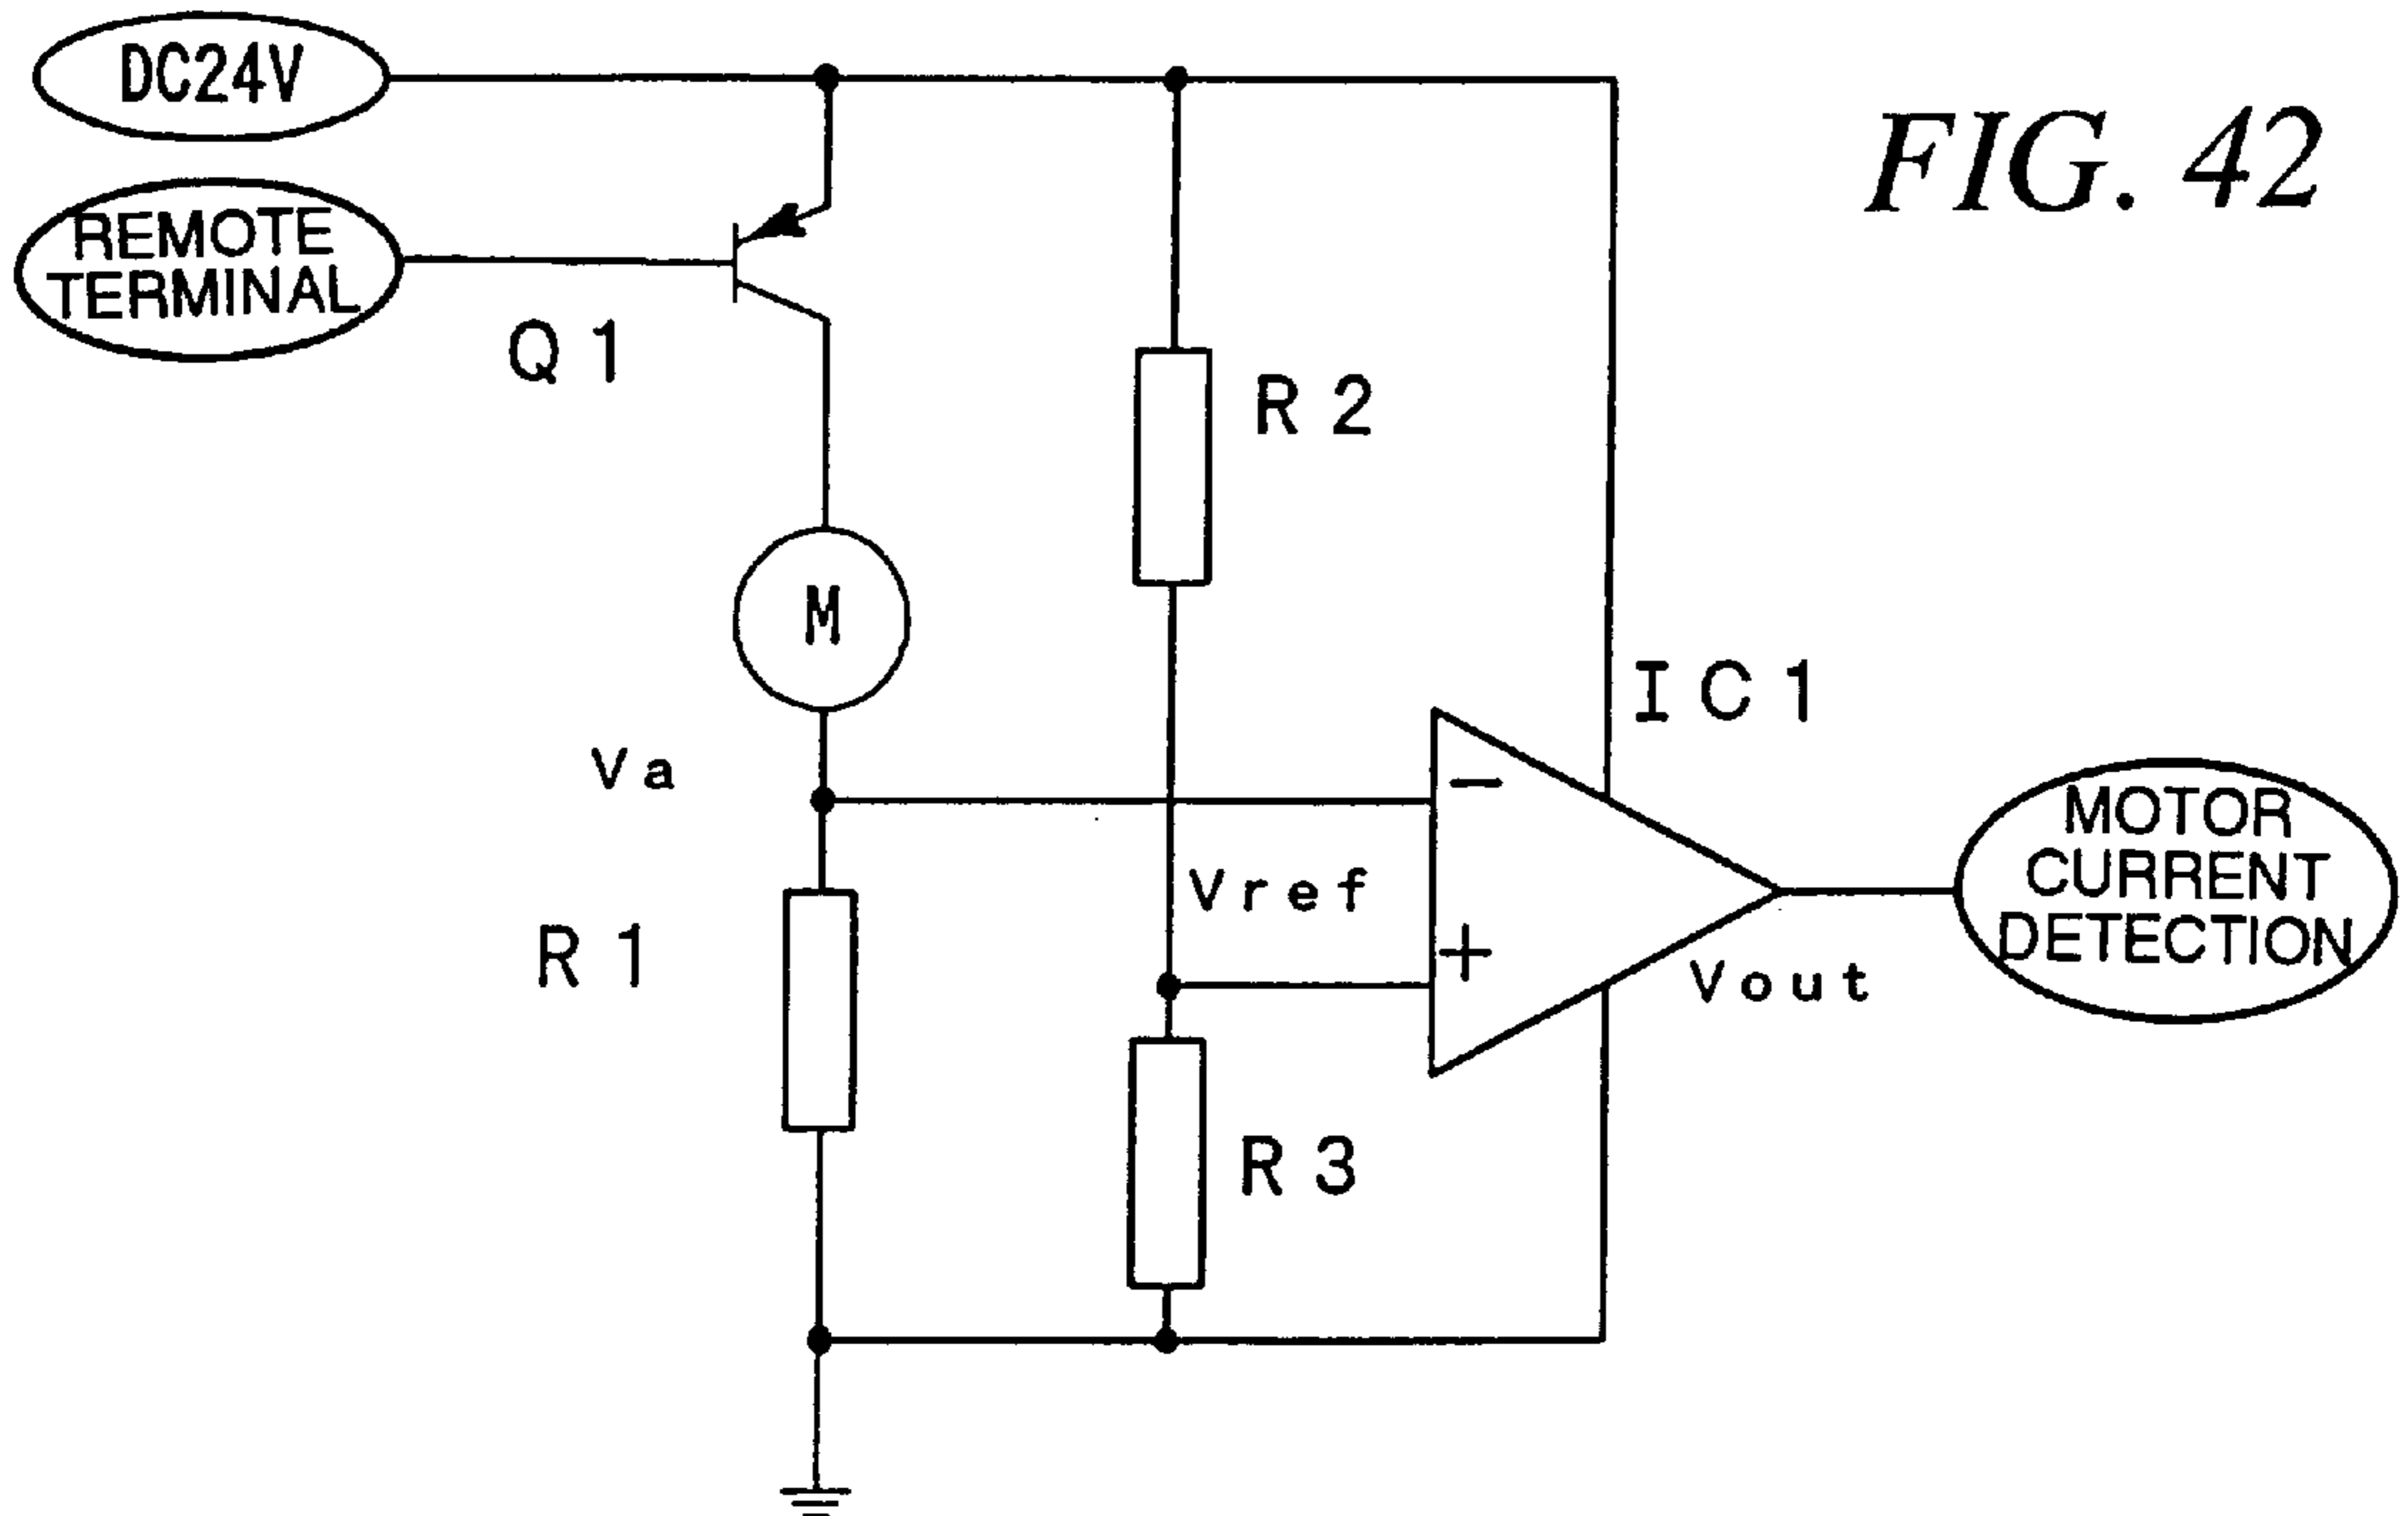 DC24V
FIG. 42
REMOTE
TERMINAL
Q1
R2
M
IC1
Va
−
MOTOR
CURRENT
DETECTION
Vref
R1
+
Vout
R3